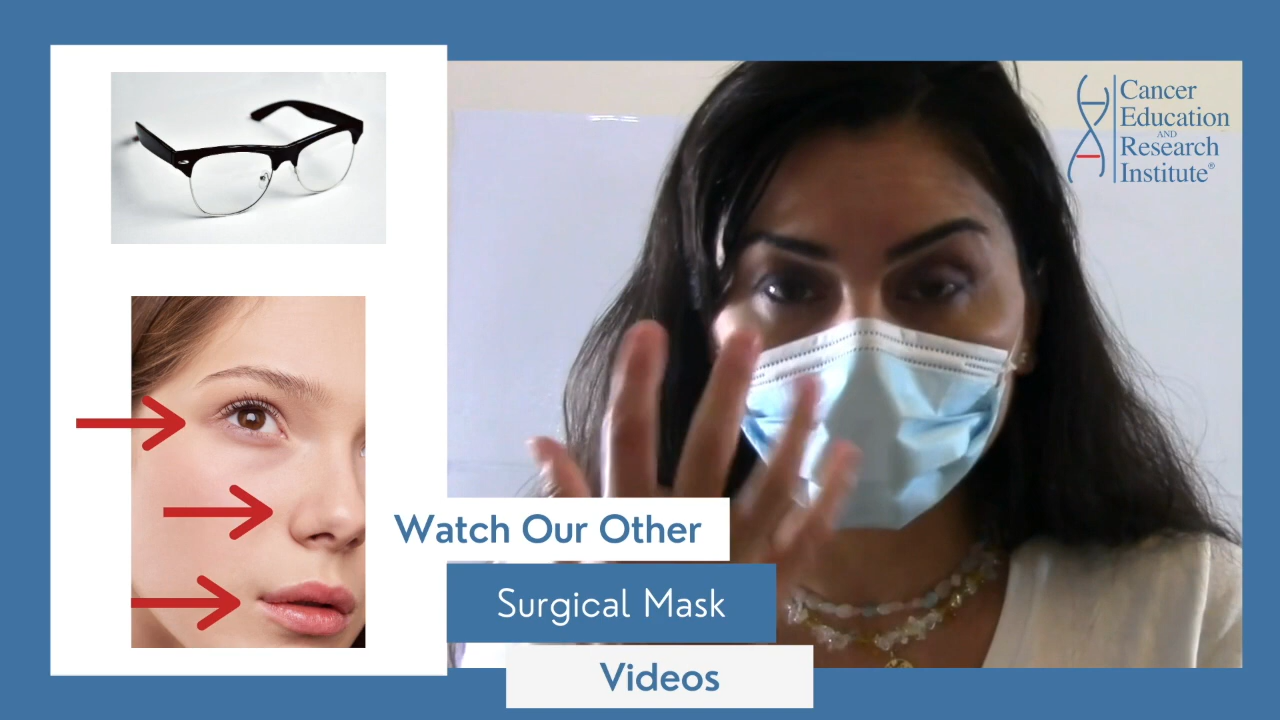 Cancer
Education
AND
Research
Institute®
Watch Our Other
Surgical Mask
Videos